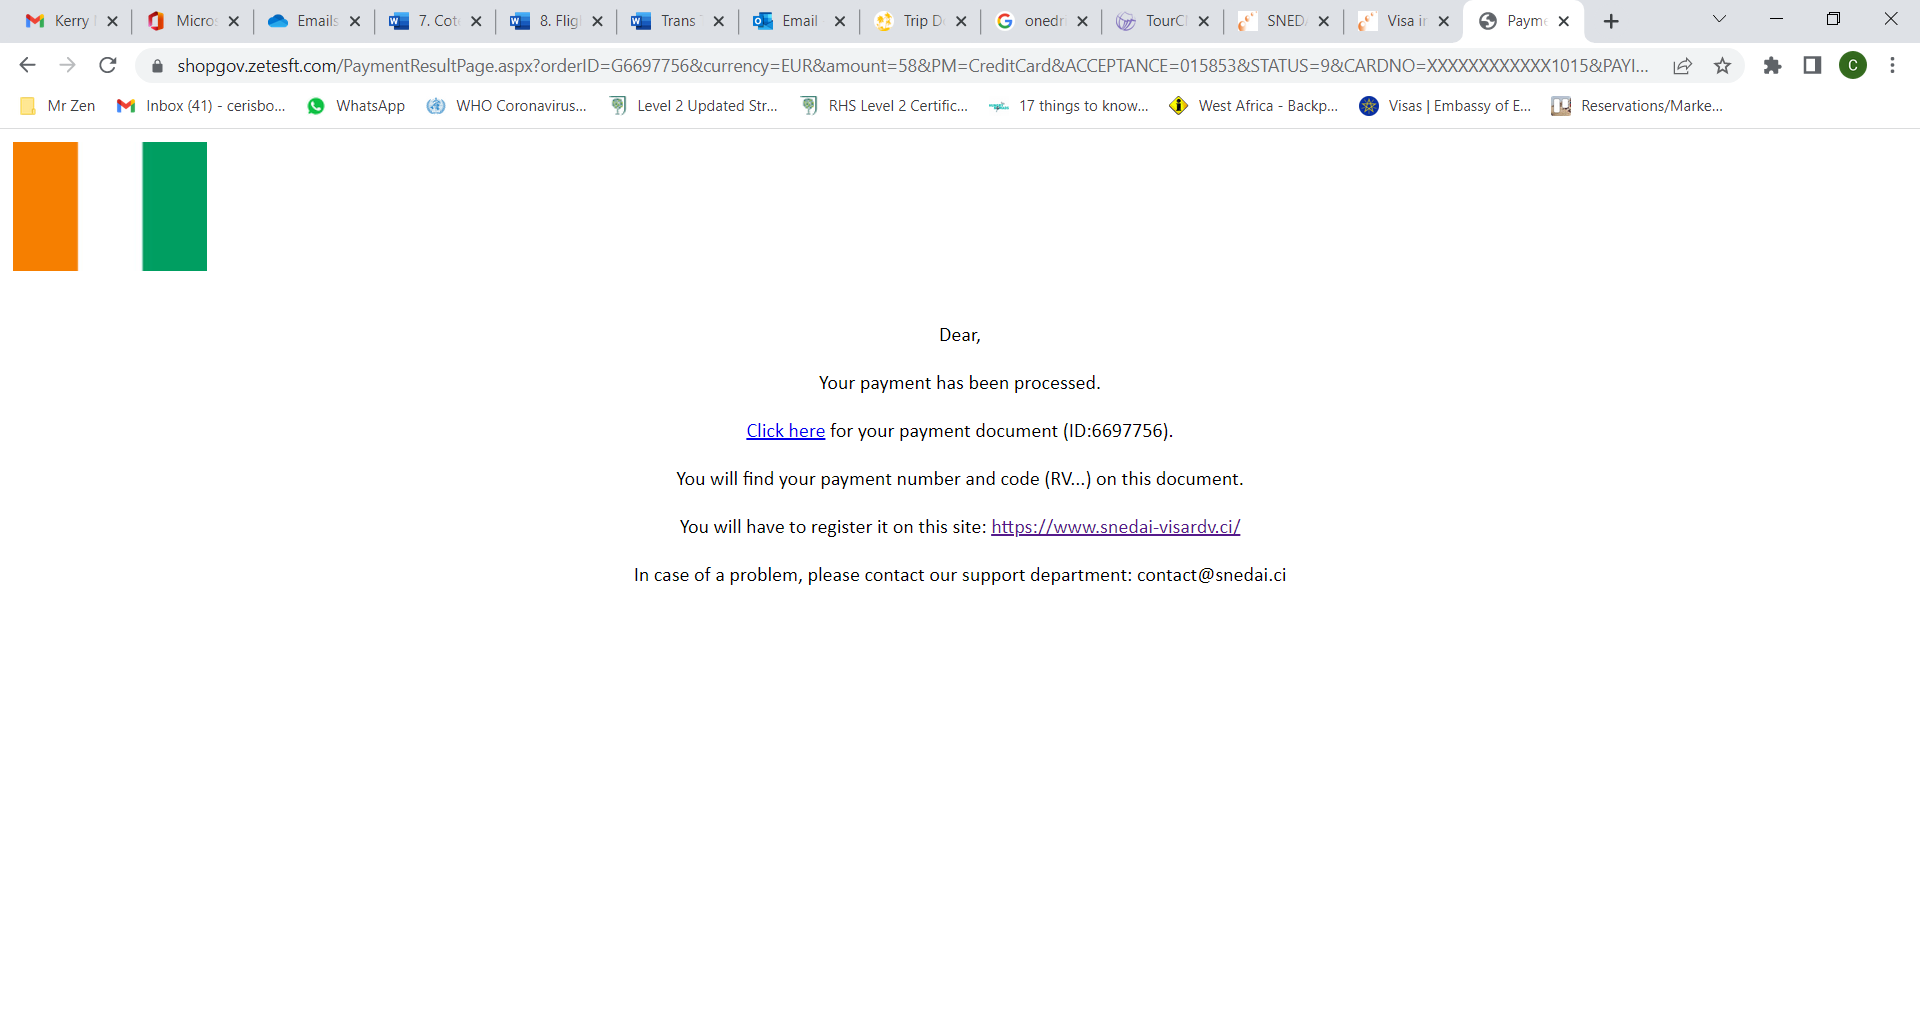 Kerry
Micros
Emails
7. Cot
8. Flig
Trans
Email
Trip D
onedri
TourC
SNED
Visa in
Payme
shopgov.zetesft.com/PaymentResultPage.aspx?orderID=G6697756&currency=EUR&amount=58&PM=CreditCard&ACCEPTANCE=015853&STATUS=9&CARDNO=XXXXXXXXXXXX1015&PAYI...
C
Mr Zen
Inbox (41) - cerisbo...
WhatsApp
WHO Coronavirus...
Level 2 Updated Str...
RHS Level 2 Certific...
17 things to know...
West Africa - Backp...
Visas | Embassy of E...
Reservations/Marke...
Dear,
Your payment has been processed.
Click here for your payment document (ID:6697756).
You will find your payment number and code (RV...) on this document.
You will have to register it on this site: https://www.snedai-visardv.ci/
In case of a problem, please contact our support department: contact@snedai.ci